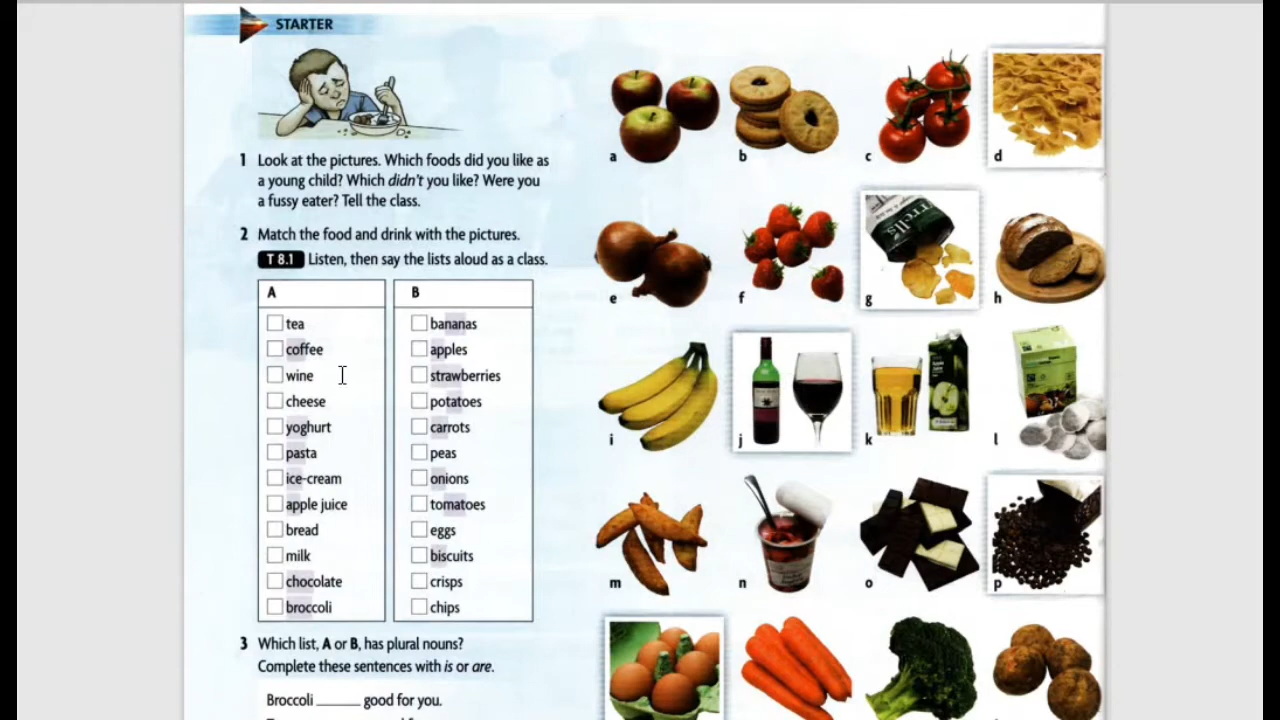 STARTER
1 Look at the pictures. Which foods did you like as
a young child? Which didn't you like? Were you
a fussy eater? Tell the class.
2 Match the food and drink with the pictures.
T 8.1 Listen, then say the lists aloud as a class.
A
tea
coffee
wine
cheese
yoghurt
pasta
ice-cream
apple juice
bread
milk
chocolate
broccoli
B
bananas
apples
strawberries
potatoes
carrots
peas
onions
tomatoes
eggs
biscuits
crisps
chips
3 Which list, A or B, has plural nouns?
Complete these sentences with is or are.
Broccoli ______ good for you.
a
b
c
d
e
f
g
h
i
j
k
l
m
n
o
p